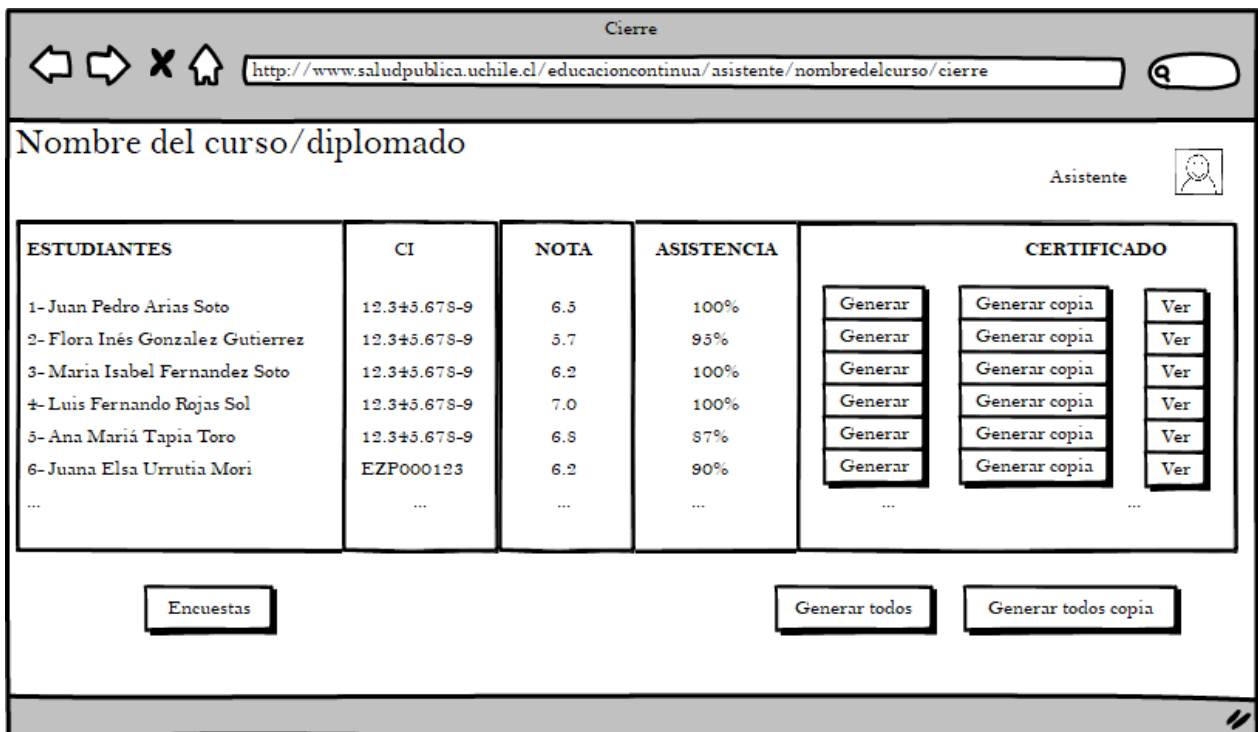 Cierre
http://www.saludpublica.uchile.cl/educacioncontinua/asistente/nombredelcurso/cierre
Nombre del curso/diplomado
Asistente
ESTUDIANTES CI NOTA ASISTENCIA CERTIFICADO
1- Juan Pedro Arias Soto 12.345.678-9 6.5 100% Generar Generar copia Ver
2- Flora Inés Gonzalez Gutierrez 12.345.678-9 5.7 95% Generar Generar copia Ver
3- Maria Isabel Fernandez Soto 12.345.678-9 6.2 100% Generar Generar copia Ver
4- Luis Fernando Rojas Sol 12.345.678-9 7.0 100% Generar Generar copia Ver
5- Ana Mariá Tapia Toro 12.345.678-9 6.8 87% Generar Generar copia Ver
6- Juana Elsa Urrutia Mori EZP000123 6.2 90% Generar Generar copia Ver
... ... ... ... ... ...
Encuestas Generar todos Generar todos copia